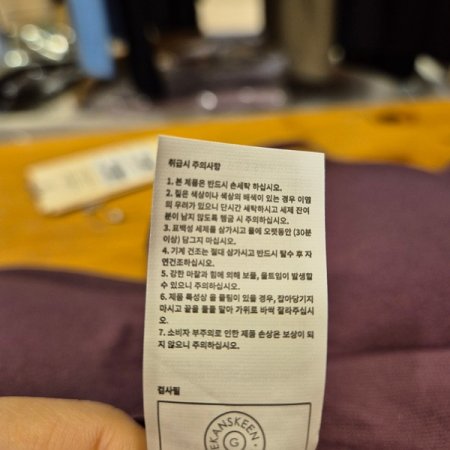 취급시 주의사항
1. 본 제품은 반드시 손세탁 하십시오.
2. 짙은 색상이나 색상의 배색이 있는 경우 이염
의 우려가 있으니 단시간 세탁하시고 세제 잔여
분이 남지 않도록 헹굼 시 주의하십시오.
3. 표백성 세제를 삼가시고 물에 오랫동안 (30분
이상) 담그지 마십시오.
4. 기계 건조는 절대 삼가시고 반드시 탈수 후 자
연건조하십시오.
5. 강한 마찰과 힘에 의해 보풀, 올트임이 발생할
수 있으니 주의하십시오.
6. 제품 특성상 올 풀림이 있을 경우, 잡아당기지
마시고 끝을 돌돌 말아 가위로 바싹 잘라주십시
오.
7. 소비자 부주의로 인한 제품 손상은 보상이 되
지 않으니 주의하십시오.
검사필
EKANSKEEN
G